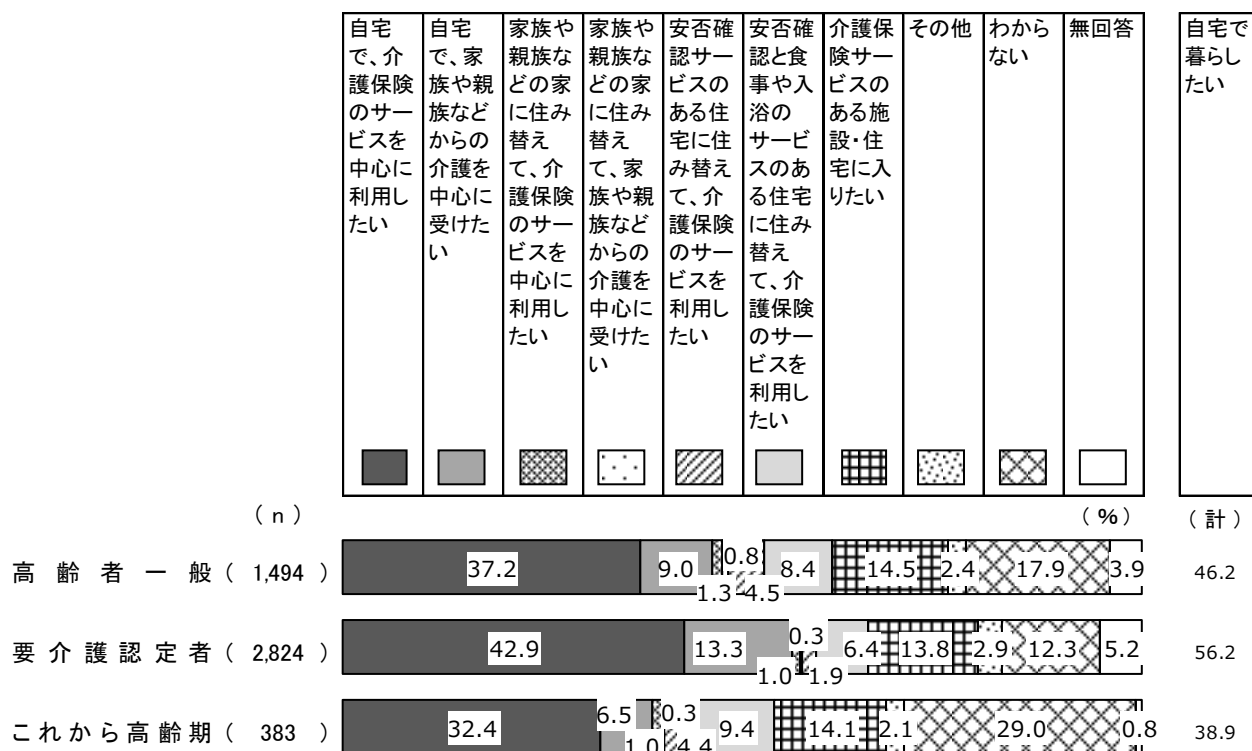 自宅
で、介
護保険
のサー
ビスを
中心に
利用し
たい
自宅
で、家
族や親
族など
からの
介護を
中心に
受けた
い
家族や
親族な
どの家
に住み
替え
て、介
護保険
のサー
ビスを
中心に
利用し
たい
家族や
親族な
どの家
に住み
替え
て、家
族や親
族など
からの
介護を
中心に
受けた
い
安否確
認サー
ビスの
ある住
宅に住
み替え
て、介
護保険
のサー
ビスを
利用し
たい
安否確
認と食
事や入
浴の
サービ
スのあ
る住宅
に住み
替え
て、介
護保険
のサー
ビスを
利用し
たい
介護保
険サー
ビスの
ある施
設・住
宅に入
りたい
その他
わから
ない
無回答
自宅で
暮らし
たい
(n) (%) (計)
高齢者一般(1,494) 37.2 9.0 1.3 0.8 4.5 8.4 14.5 2.4 17.9 3.9 46.2
要介護認定者(2,824) 42.9 13.3 1.0 0.3 1.9 6.4 13.8 2.9 12.3 5.2 56.2
これから高齢期(383) 32.4 6.5 1.0 0.3 4.4 9.4 14.1 2.1 29.0 0.8 38.9